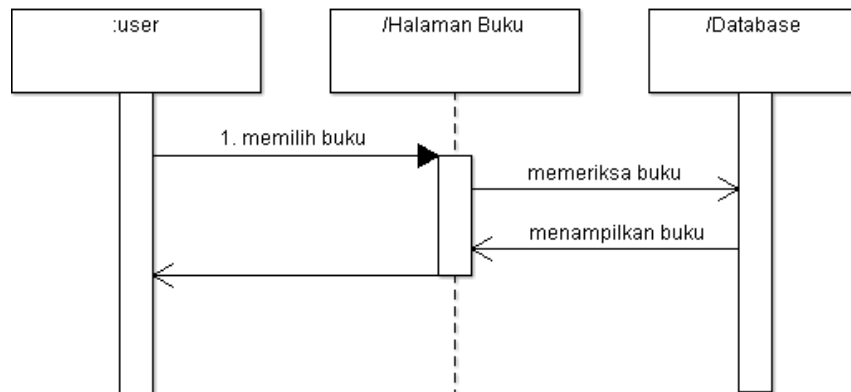 :user
/Halaman Buku
/Database
1. memilih buku
memeriksa buku
menampilkan buku